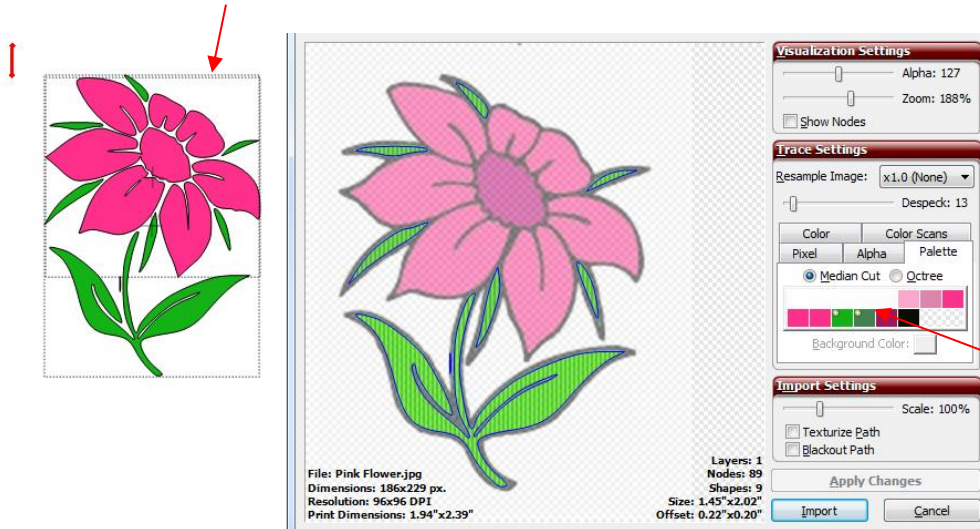 Visualization Settings
Alpha: 127
Zoom: 188%
Show Nodes
Trace Settings
Resample Image: x1.0 (None)
Despeck: 13
Color Color Scans
Pixel Alpha Palette
Median Cut Octree
Background Color:
Import Settings
Scale: 100%
Texturize Path
Blackout Path
Apply Changes
Import Cancel
File: Pink Flower.jpg
Dimensions: 186x229 px.
Resolution: 96x96 DPI
Print Dimensions: 1.94"x2.39"
Layers: 1
Nodes: 89
Shapes: 9
Size: 1.45"x2.02"
Offset: 0.22"x0.20"